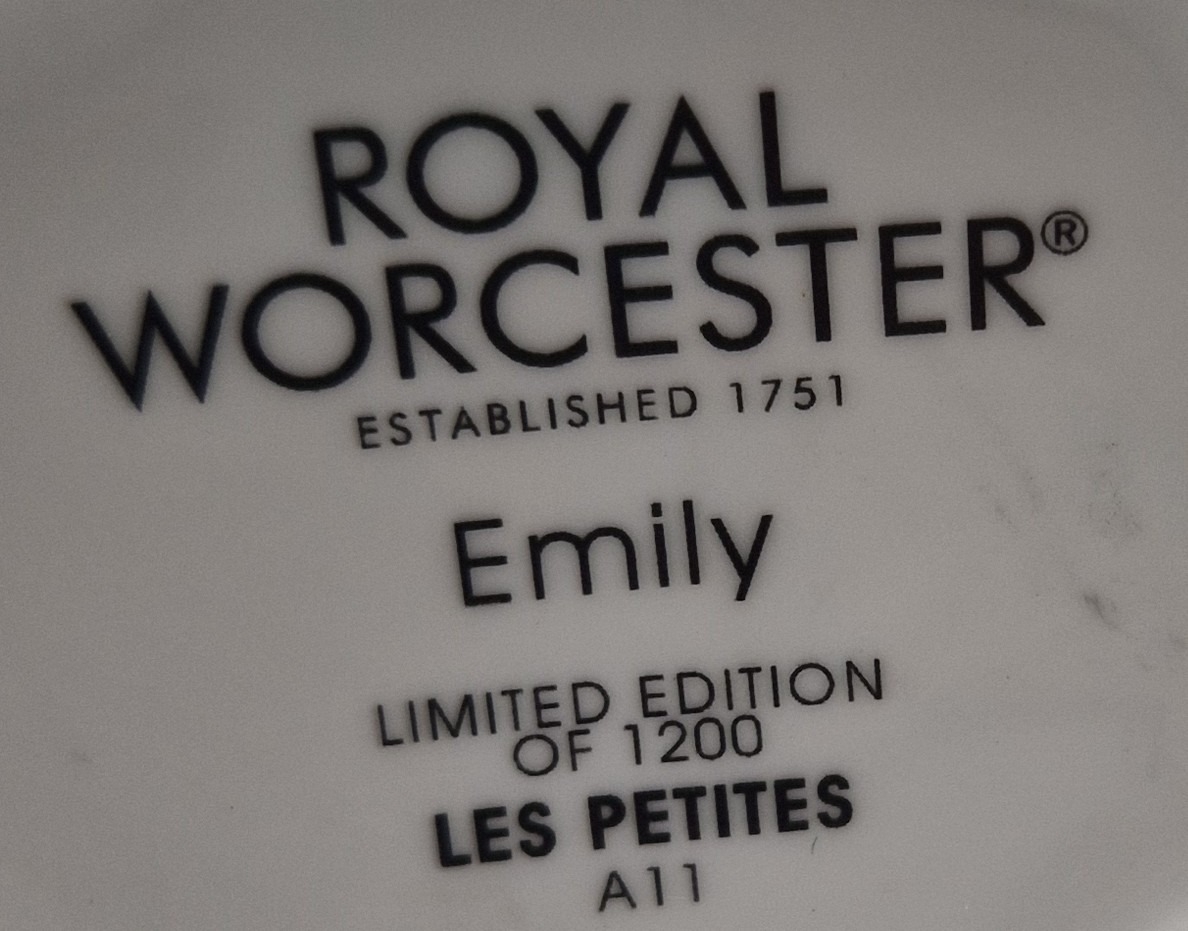 ROYAL
WORCESTER®
ESTABLISHED 1751
Emily
LIMITED EDITION
OF 1200
LES PETITES
A11